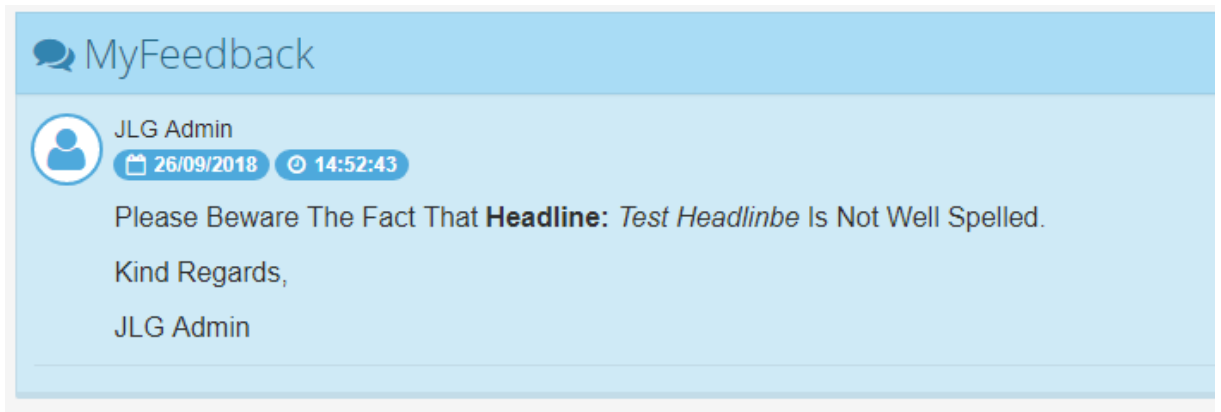 MyFeedback
JLG Admin
26/09/2018 14:52:43
Please Beware The Fact That Headline: Test Headlinbe Is Not Well Spelled.
Kind Regards,
JLG Admin